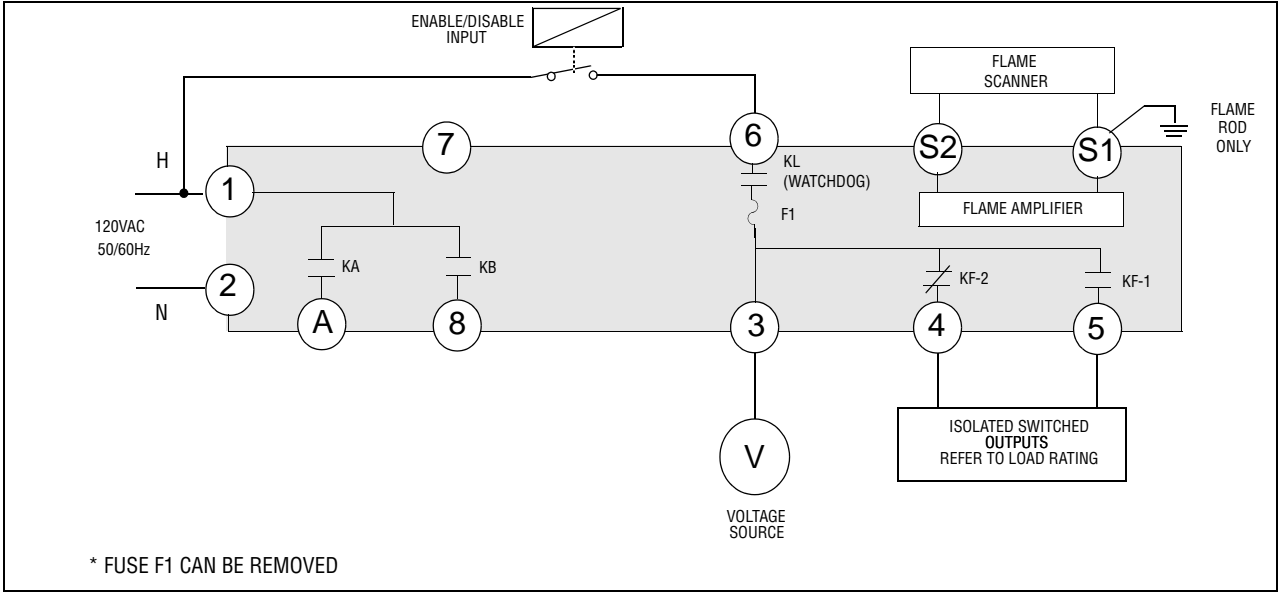 ENABLE/DISABLE
INPUT
FLAME
SCANNER
FLAME
ROD
ONLY
7
6
S2
S1
H
1
KL
(WATCHDOG)
FLAME AMPLIFIER
F1
120VAC
50/60Hz
KA
KB
KF-2
KF-1
2
N
A
8
3
4
5
ISOLATED SWITCHED
OUTPUTS
REFER TO LOAD RATING
V
VOLTAGE
SOURCE
* FUSE F1 CAN BE REMOVED